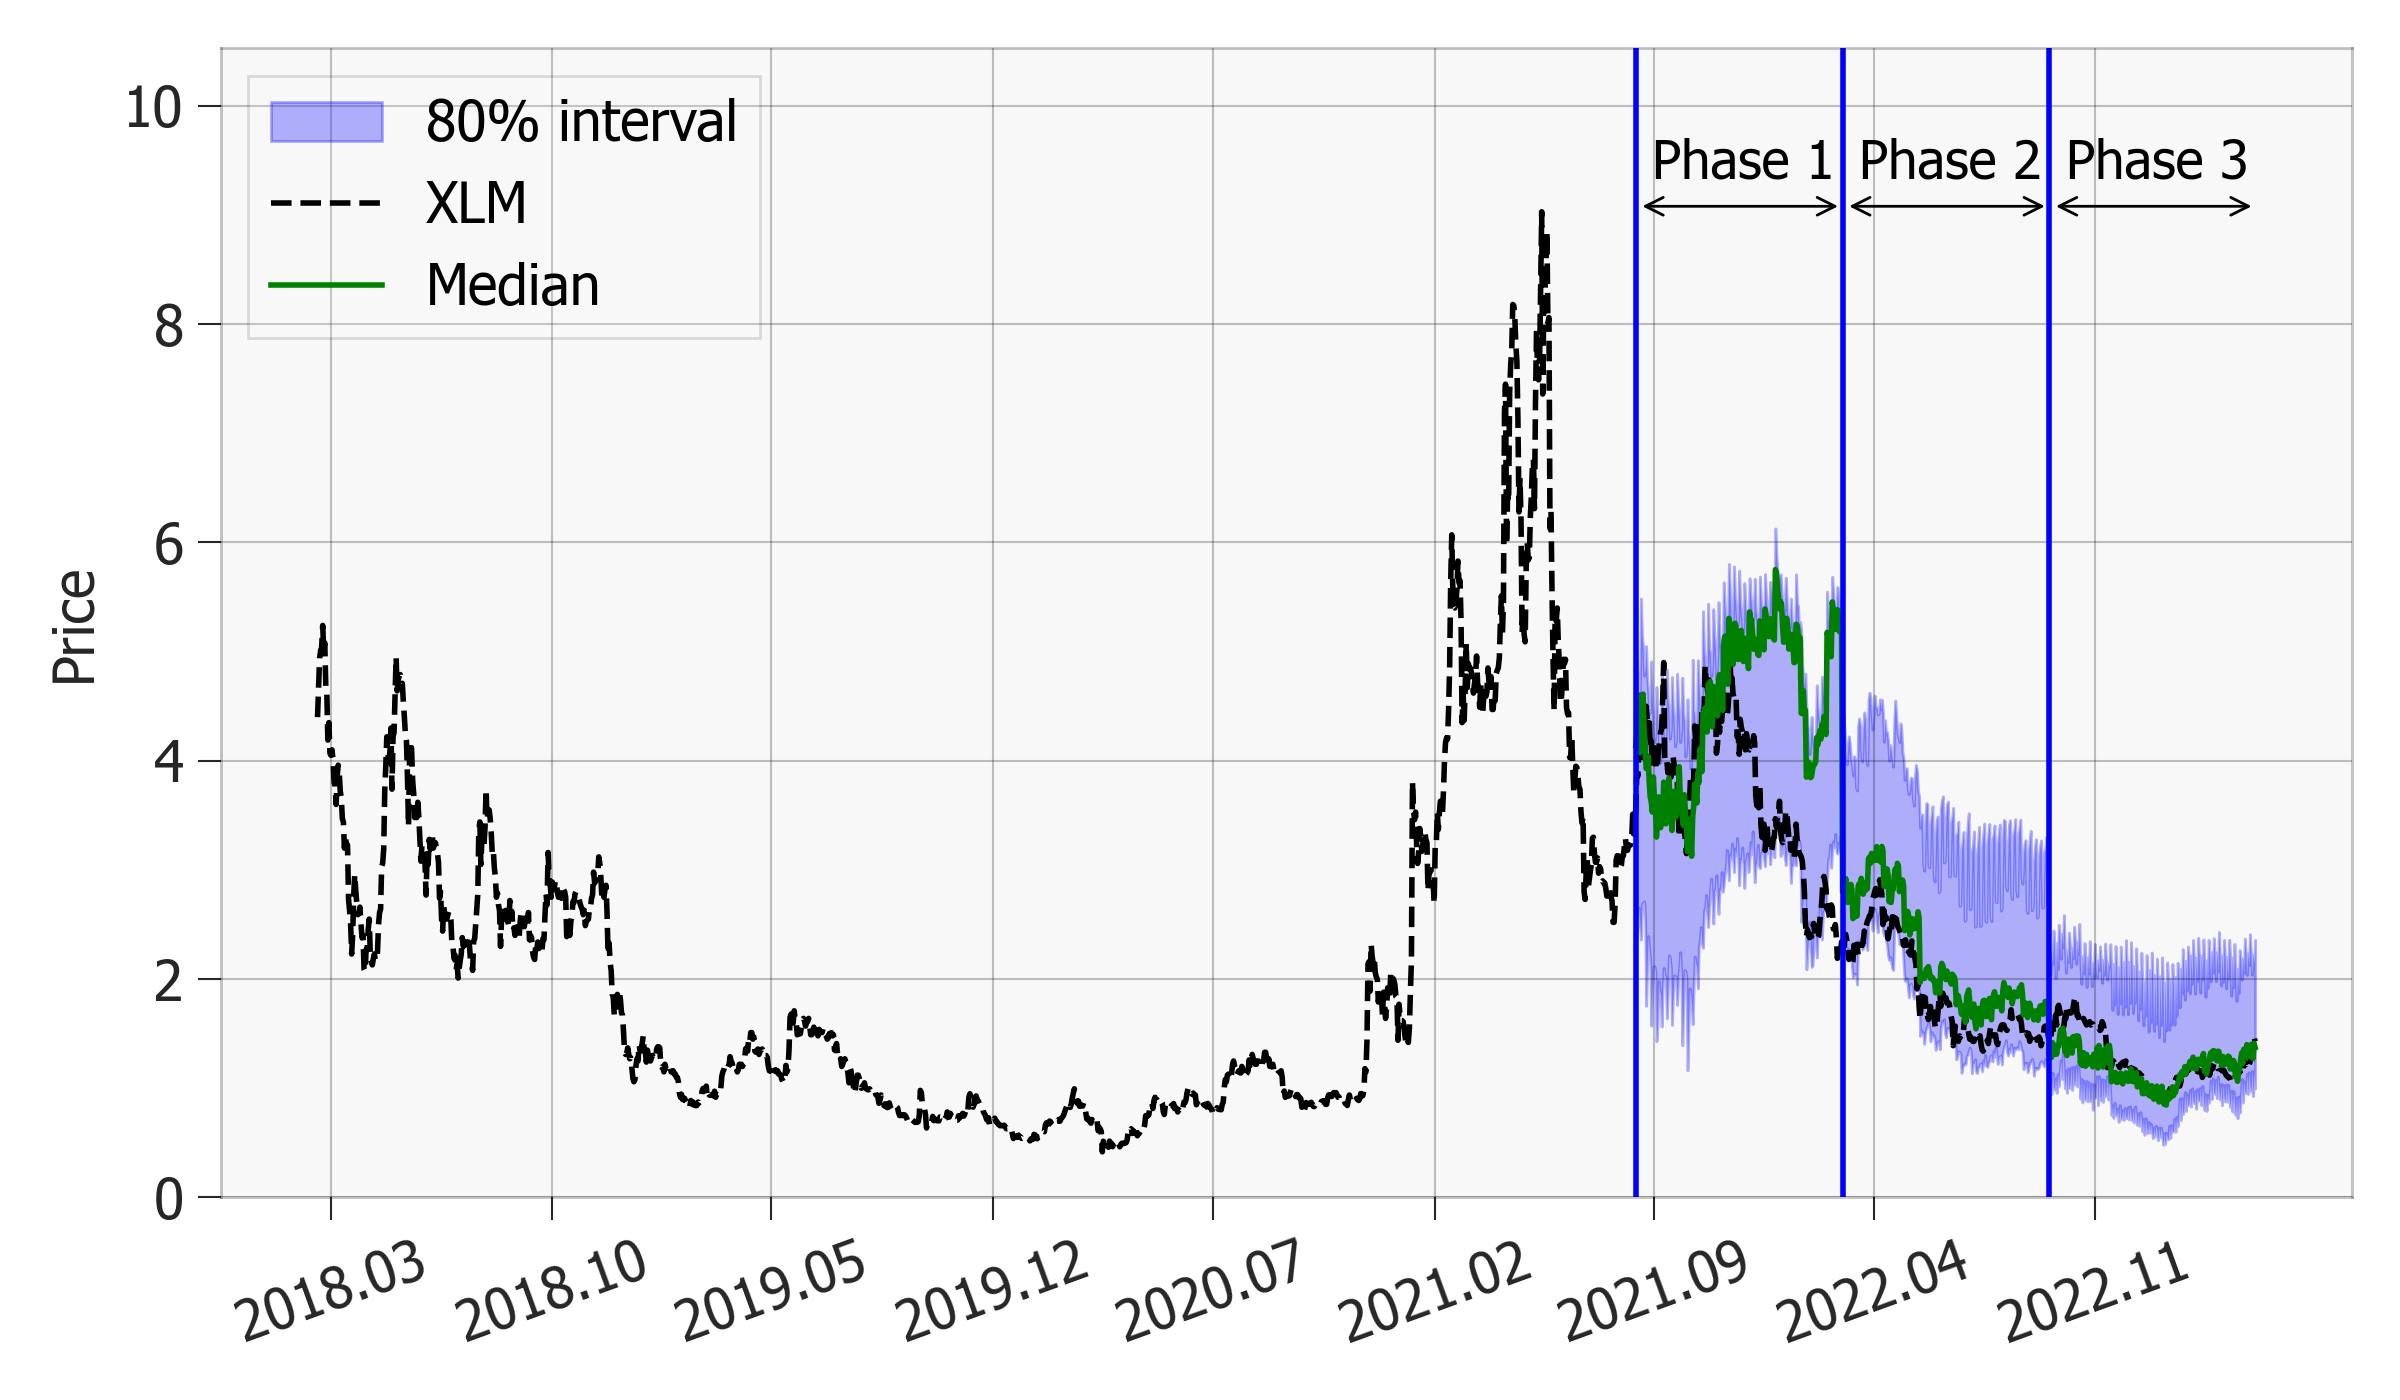 80% interval
XLM
Median
Phase 1
Phase 2
Phase 3
Price
10
8
6
4
2
0
2018.03
2018.10
2019.05
2019.12
2020.07
2021.02
2021.09
2022.04
2022.11